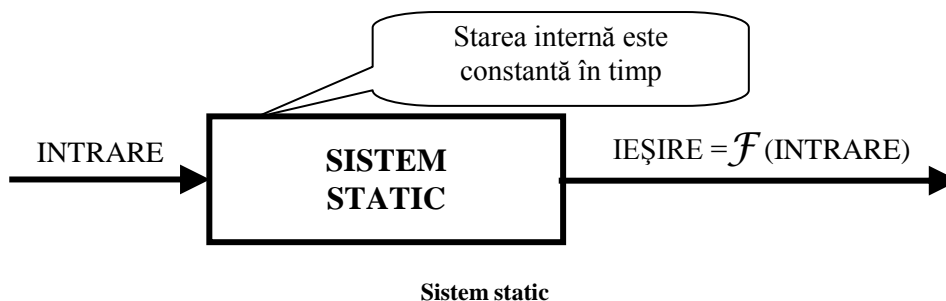 Starea internă este
constantă în timp
INTRARE
SISTEM
STATIC
IEŞIRE = ℱ (INTRARE)
Sistem static